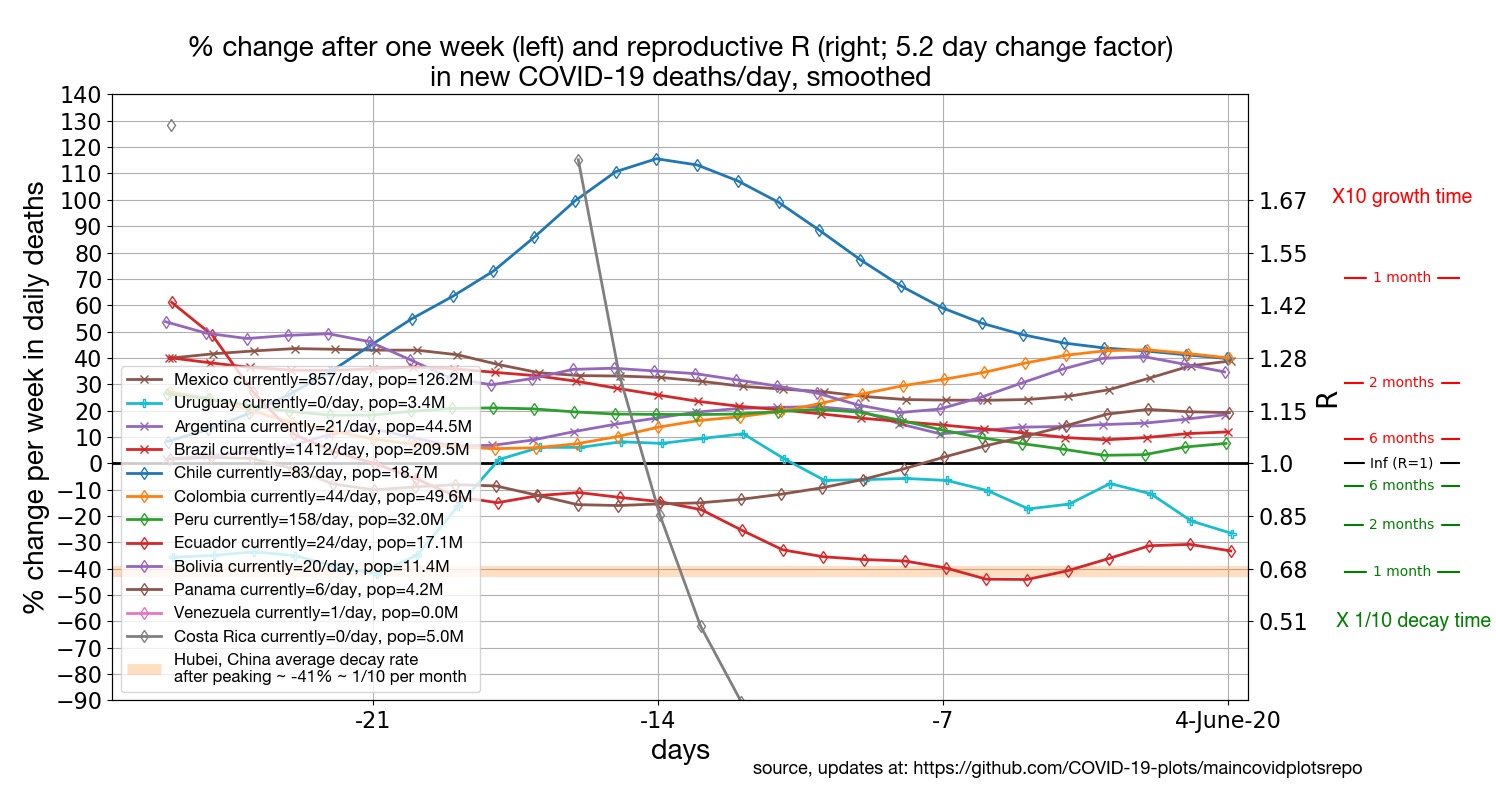 % change after one week (left) and reproductive R (right; 5.2 day change factor)
in new COVID-19 deaths/day, smoothed
140
130
120
110
100
90
80
70
60
50
40
30
20
10
0
−10
−20
−30
−40
−50
−60
−70
−80
−90
% change per week in daily deaths
Mexico currently=857/day, pop=126.2M
Uruguay currently=0/day, pop=3.4M
Argentina currently=21/day, pop=44.5M
Brazil currently=1412/day, pop=209.5M
Chile currently=83/day, pop=18.7M
Colombia currently=44/day, pop=49.6M
Peru currently=158/day, pop=32.0M
Ecuador currently=24/day, pop=17.1M
Bolivia currently=20/day, pop=11.4M
Panama currently=6/day, pop=4.2M
Venezuela currently=1/day, pop=0.0M
Costa Rica currently=0/day, pop=5.0M
Hubei, China average decay rate
after peaking ~ -41% ~ 1/10 per month
-21
-14
-7
4-June-20
days
1.67
1.55
1.42
1.28
1.15
1.0
0.85
0.68
0.51
R
X10 growth time
1 month
2 months
6 months
Inf (R=1)
6 months
2 months
1 month
X 1/10 decay time
source, updates at: https://github.com/COVID-19-plots/maincovidplotsrepo